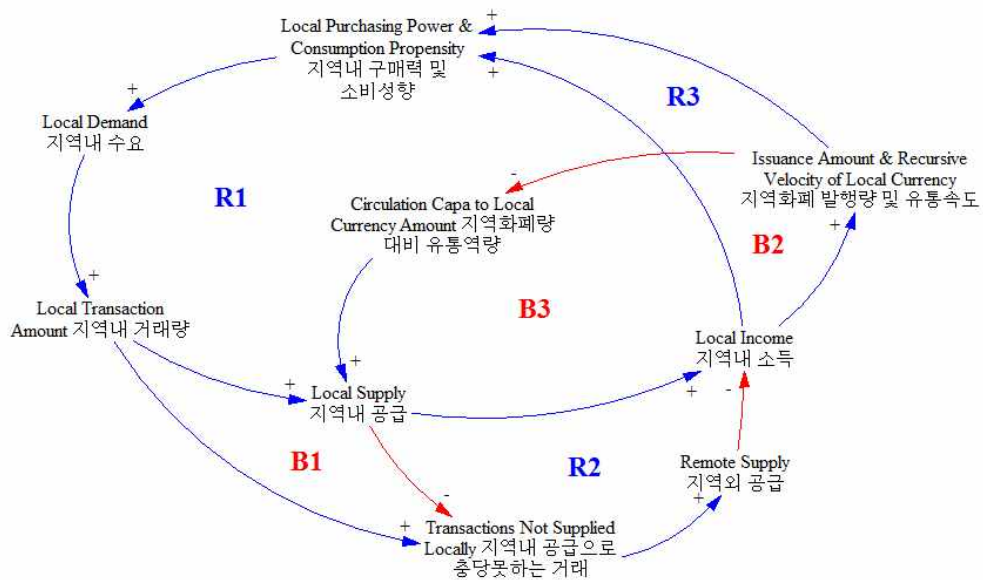 Local Purchasing Power &
Consumption Propensity
지역내 구매력 및
소비성향
+
+
+
R3
Local Demand
지역내 수요
R1
-
Issuance Amount & Recursive
Velocity of Local Currency
지역화폐 발행량 및 유통속도
Circulation Capa to Local
Currency Amount 지역화폐량
대비 유통역량
+
B2
+
B3
Local Transaction
Amount 지역내 거래량
Local Income
지역내 소득
+
+
Local Supply
지역내 공급
+
-
B1
R2
Remote Supply
지역외 공급
-
+
+
Transactions Not Supplied
Locally 지역내 공급으로
충당못하는 거래